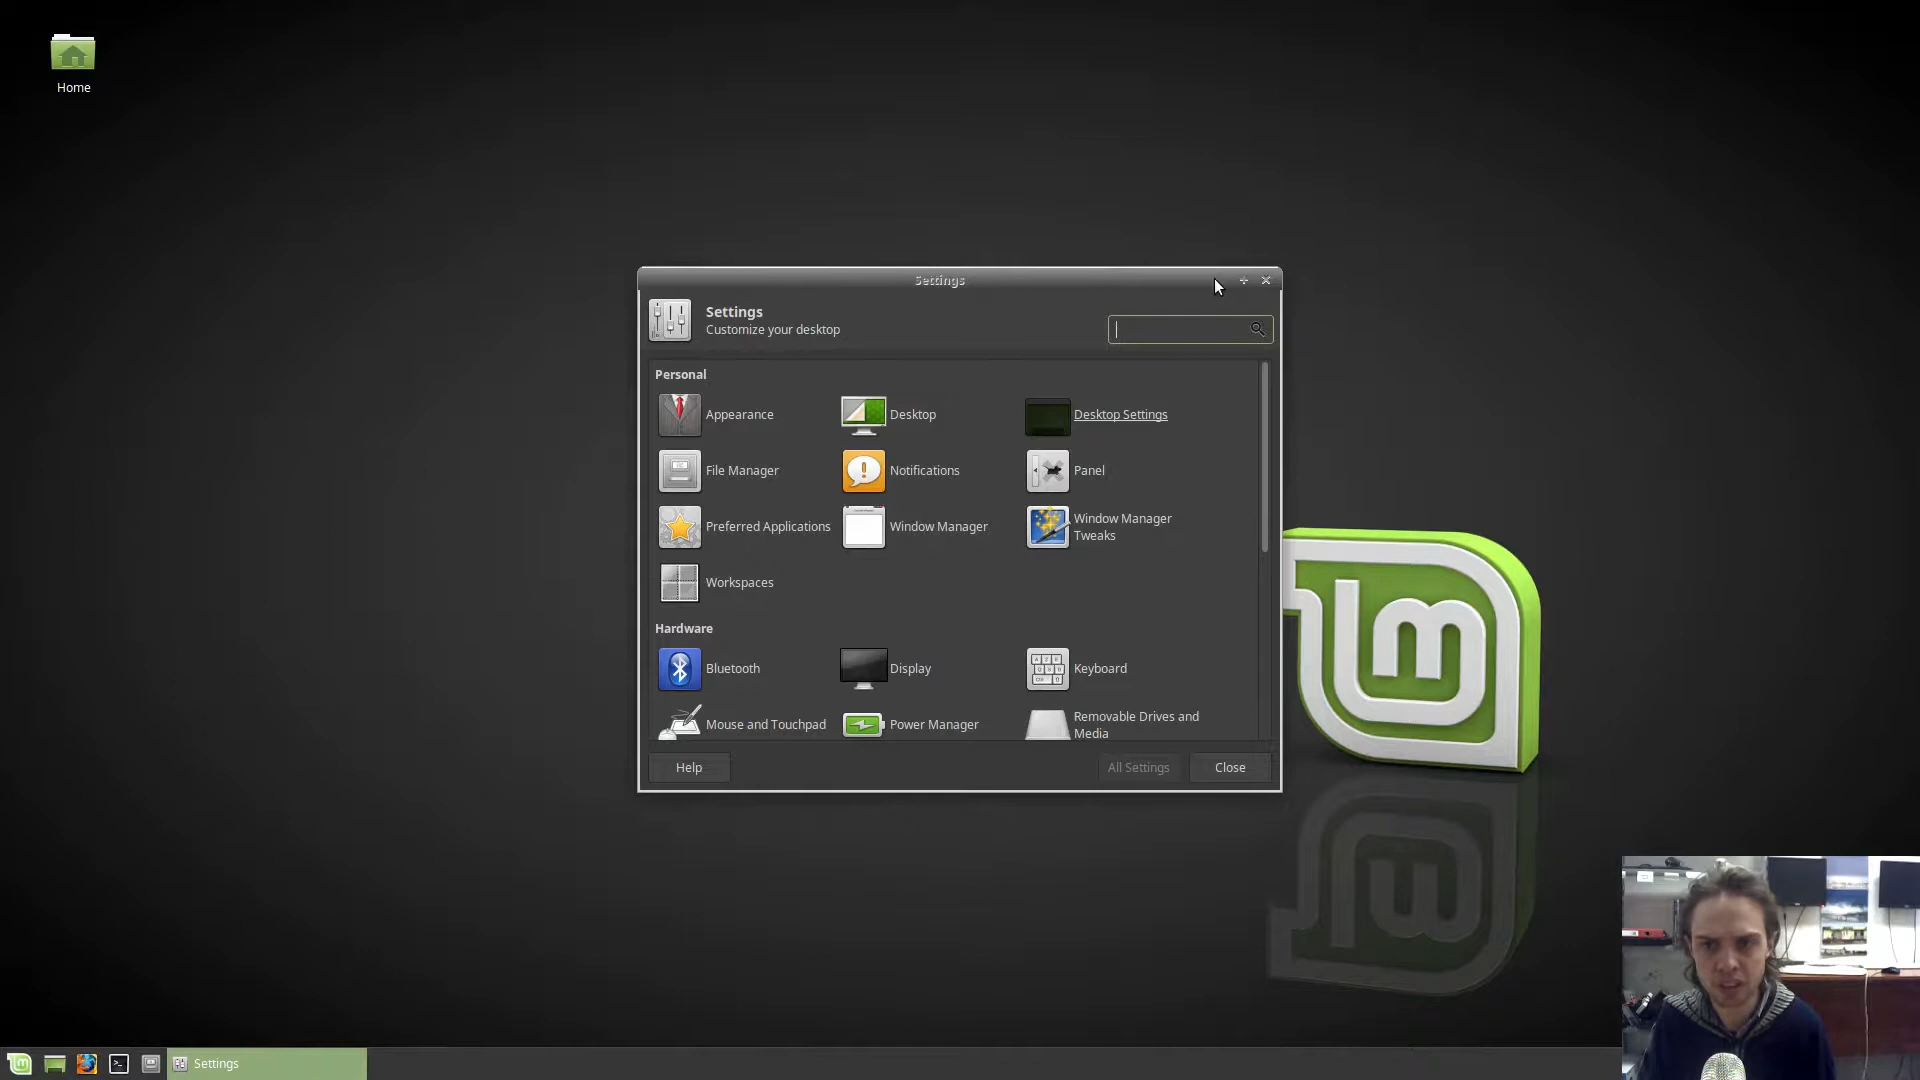 Home
Settings
Settings
Customize your desktop
Personal
Appearance
Desktop
Desktop Settings
File Manager
Notifications
Panel
Preferred Applications
Window Manager
Window Manager
Tweaks
Workspaces
Hardware
Bluetooth
Display
Keyboard
Mouse and Touchpad
Power Manager
Removable Drives and
Media
Help
All Settings
Close
Settings